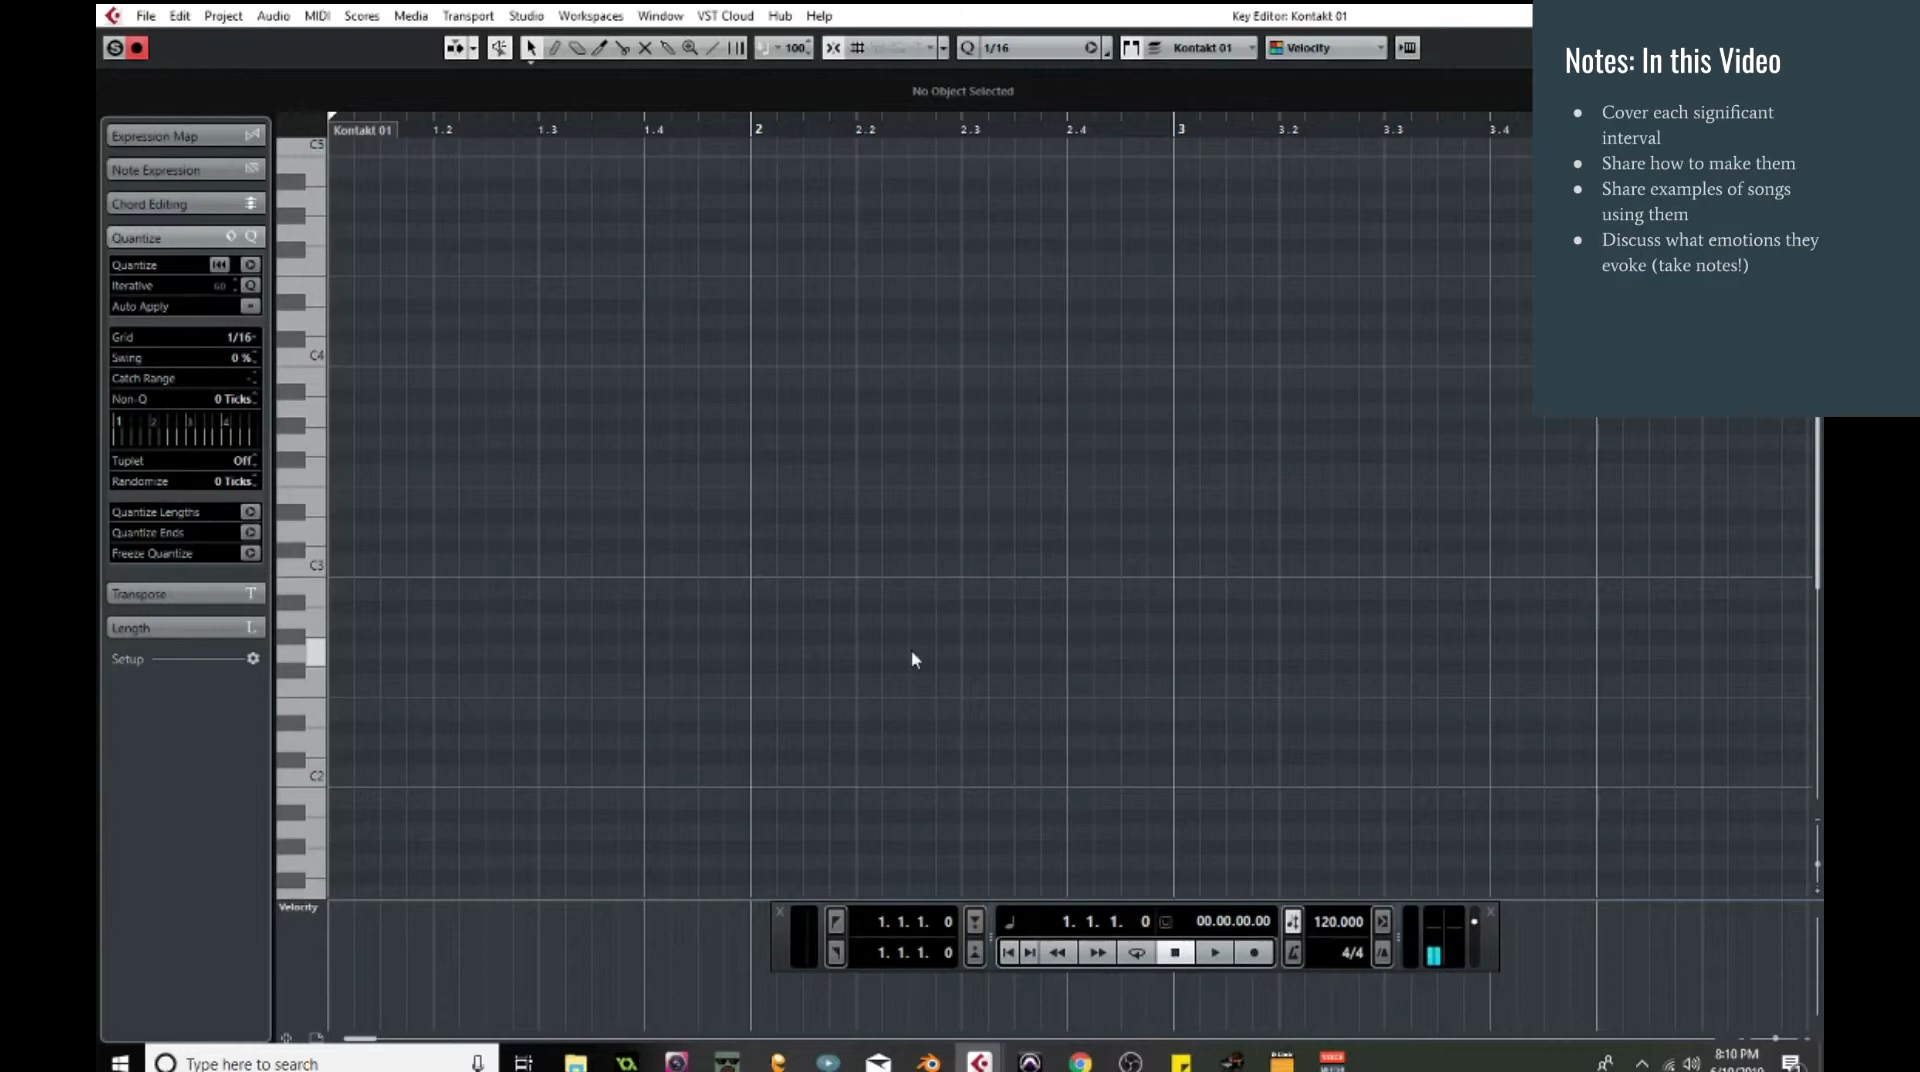 File Edit Project Audio MIDI Scores Media Transport Studio Workspaces Window VST Cloud Hub Help Key Editor: Kontakt 01
S 100 Q 1/16 Kontakt 01 Velocity
No Object Selected
Notes: In this Video
● Cover each significant
interval
● Share how to make them
● Share examples of songs
using them
● Discuss what emotions they
evoke (take notes!)
Kontakt 01 1.2 1.3 1.4 2 2.2 2.3 2.4 3 3.2 3.3 3.4
Expression Map
Note Expression
Chord Editing
Quantize Q
Quantize
Iterative 60 Q
Auto Apply
Grid 1/16
Swing 0 %
Catch Range -
Non-Q 0 Ticks
1 2 3 4
Tuplet Off
Randomize 0 Ticks
Quantize Lengths
Quantize Ends
Freeze Quantize
Transpose T
Length L
Setup
C5
C4
C3
C2
Velocity
1. 1. 1. 0 1. 1. 1. 0 00.00.00.00 120.000
1. 1. 1. 0 4/4
Type here to search
8:10 PM